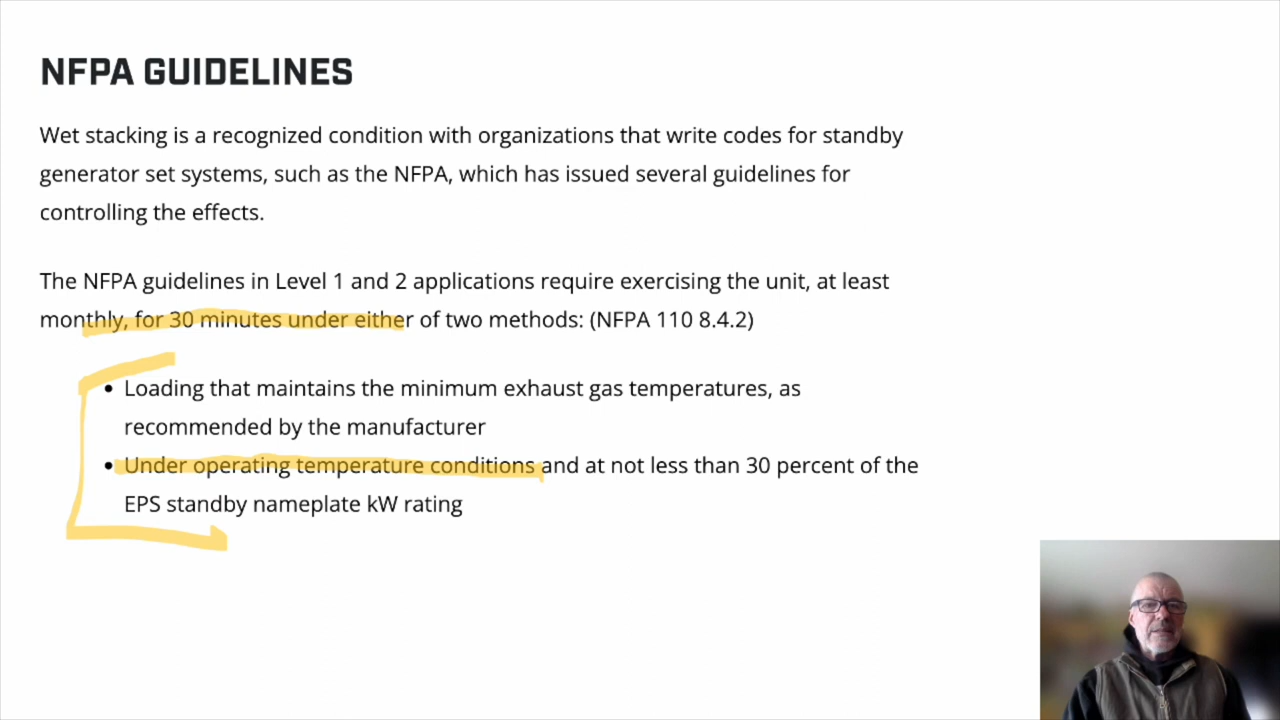 NFPA GUIDELINES
Wet stacking is a recognized condition with organizations that write codes for standby
generator set systems, such as the NFPA, which has issued several guidelines for
controlling the effects.
The NFPA guidelines in Level 1 and 2 applications require exercising the unit, at least
monthly, for 30 minutes under either of two methods: (NFPA 110 8.4.2)
• Loading that maintains the minimum exhaust gas temperatures, as
recommended by the manufacturer
• Under operating temperature conditions and at not less than 30 percent of the
EPS standby nameplate kW rating